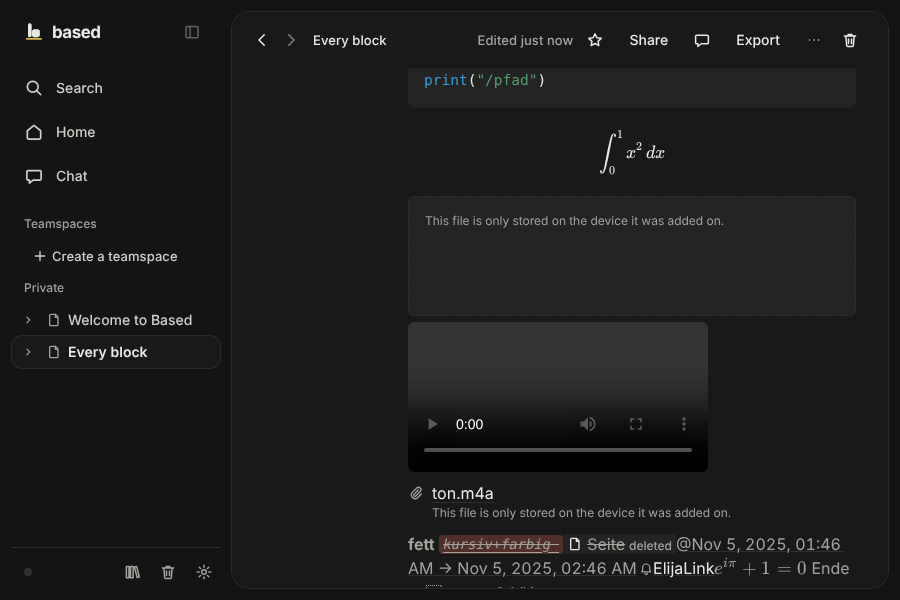 based
Search
Home
Chat
Teamspaces
Create a teamspace
Private
Welcome to Based
Every block
Every block
Edited just now
Share
Export
print("/pfad")
∫₀¹ x² dx
This file is only stored on the device it was added on.
0:00
ton.m4a
This file is only stored on the device it was added on.
fett kursiv+farbig Seite deleted @Nov 5, 2025, 01:46
AM → Nov 5, 2025, 02:46 AM ElijaLink e^{iπ} + 1 = 0 Ende